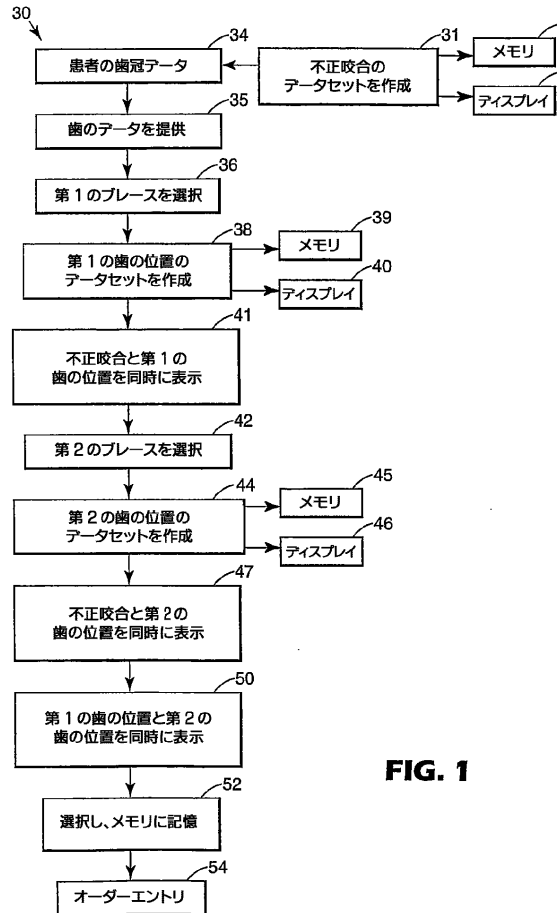 30
34
患者の歯冠データ
31
不正咬合の
データセットを作成
メモリ
ディスプレイ
35
歯のデータを提供
36
第1のブレースを選択
38
第1の歯の位置の
データセットを作成
39
メモリ
40
ディスプレイ
41
不正咬合と第1の
歯の位置を同時に表示
42
第2のブレースを選択
44
第2の歯の位置の
データセットを作成
45
メモリ
46
ディスプレイ
47
不正咬合と第2の
歯の位置を同時に表示
50
第1の歯の位置と第2の
歯の位置を同時に表示
FIG. 1
52
選択し、メモリに記憶
54
オーダーエントリ